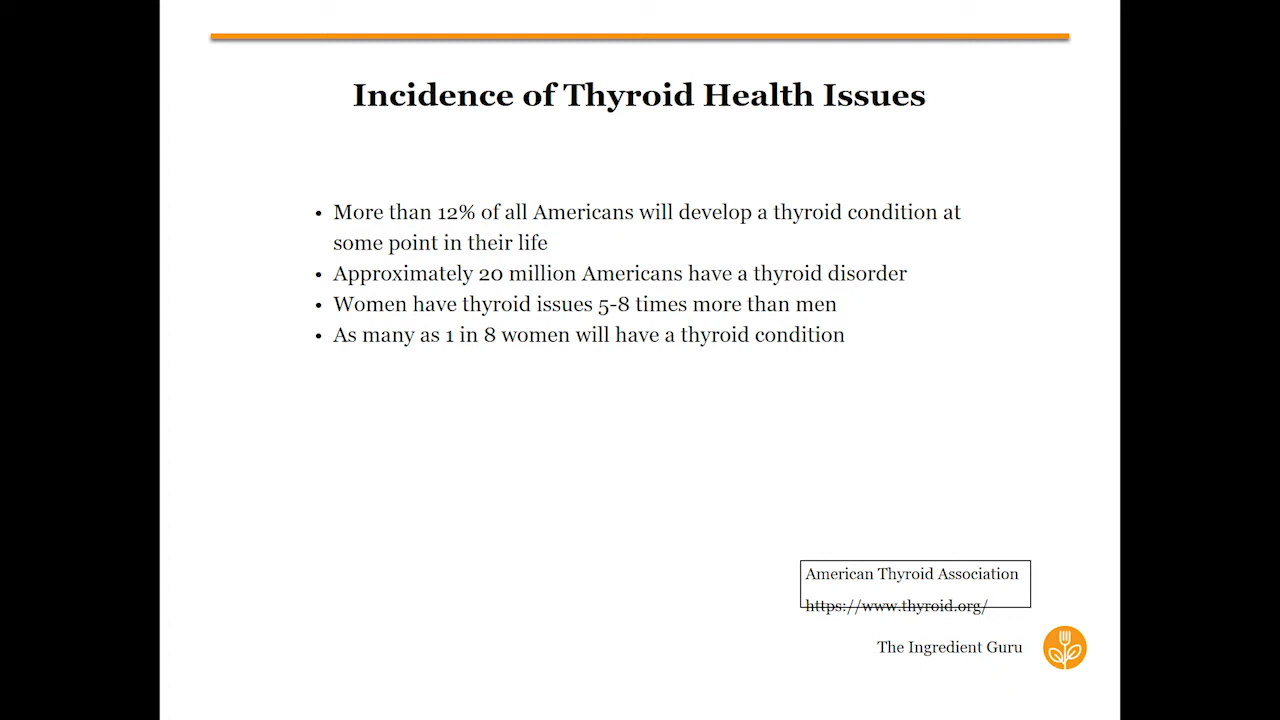 Incidence of Thyroid Health Issues
• More than 12% of all Americans will develop a thyroid condition at
some point in their life
• Approximately 20 million Americans have a thyroid disorder
• Women have thyroid issues 5-8 times more than men
• As many as 1 in 8 women will have a thyroid condition
American Thyroid Association
https://www.thyroid.org/
The Ingredient Guru